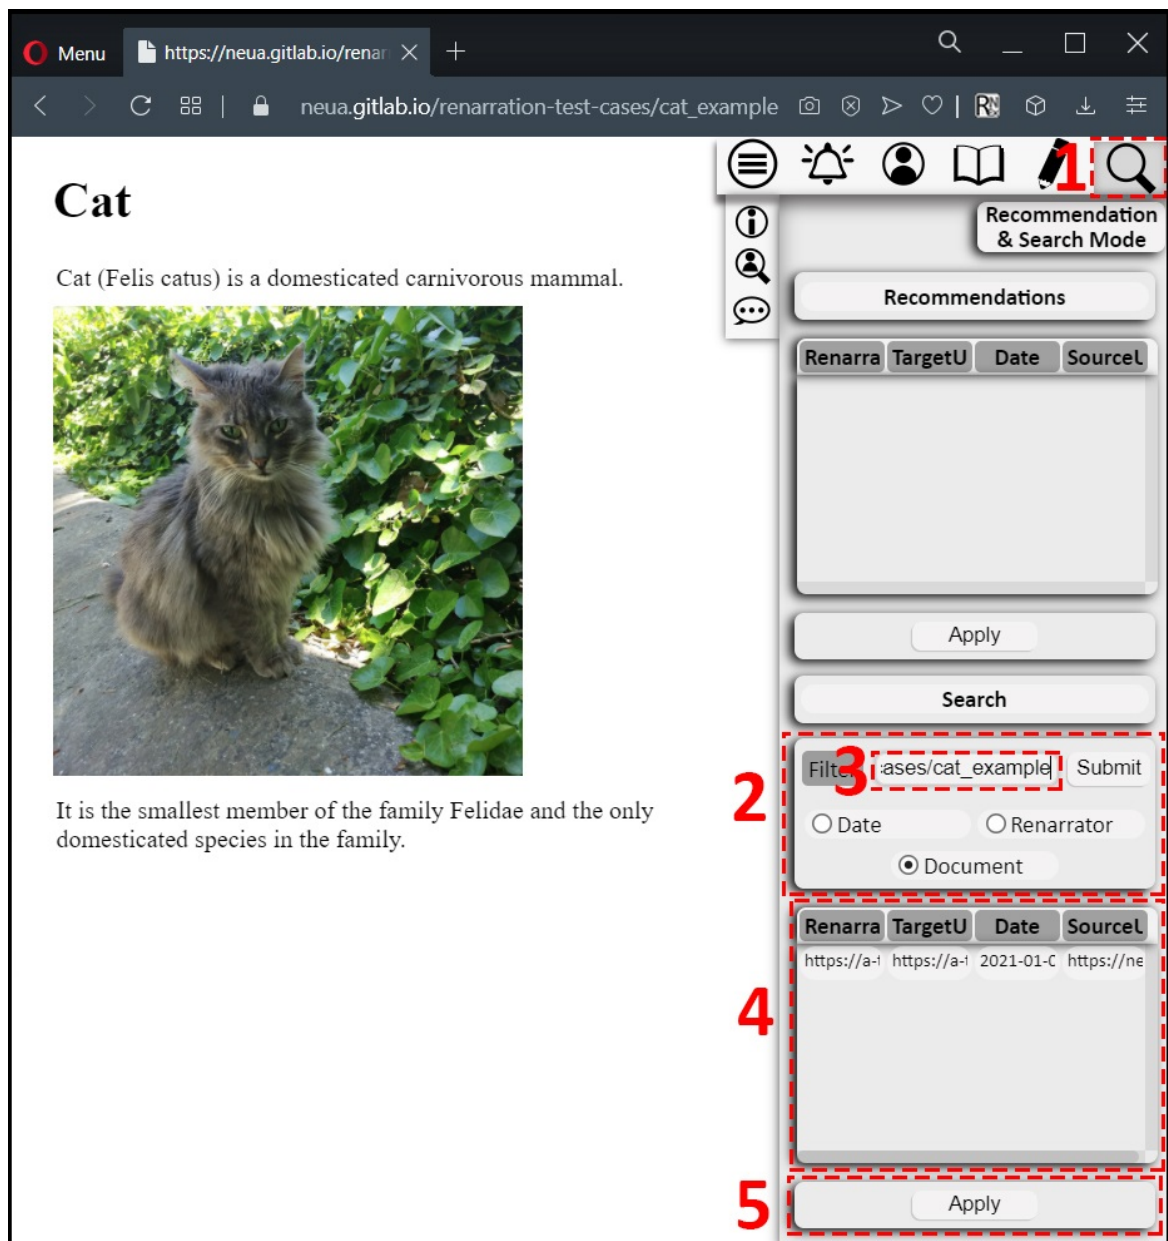 Menu
https://neua.gitlab.io/renar
neua.gitlab.io/renarration-test-cases/cat_example
1
Recommendation
& Search Mode
Cat
Cat (Felis catus) is a domesticated carnivorous mammal.
It is the smallest member of the family Felidae and the only
domesticated species in the family.
Recommendations
Renarra TargetU Date SourceU
Apply
Search
2
Filter 3 cases/cat_example Submit
Date Renarrator
Document
4
Renarra TargetU Date SourceU
https://a-t https://a-t 2021-01-0 https://ne
5
Apply